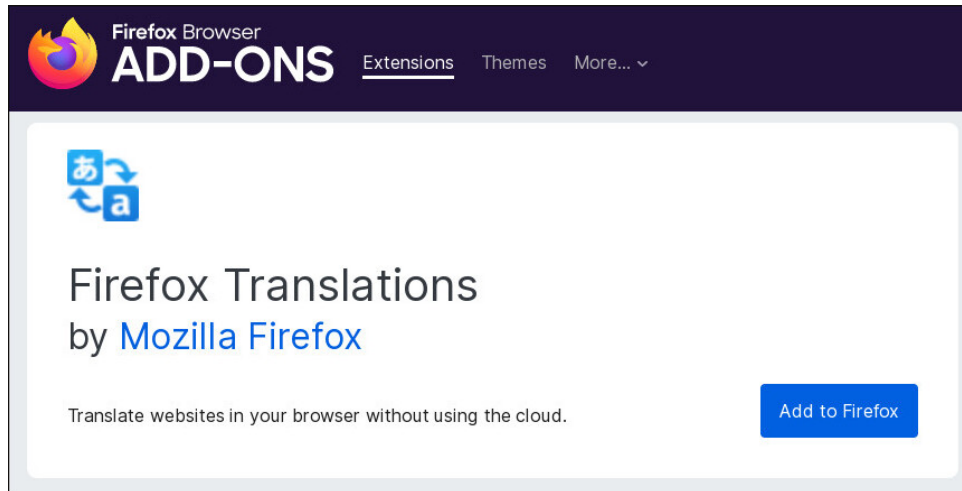 Firefox Browser
ADD-ONS
Extensions Themes More...
あ
a
Firefox Translations
by Mozilla Firefox
Translate websites in your browser without using the cloud.
Add to Firefox